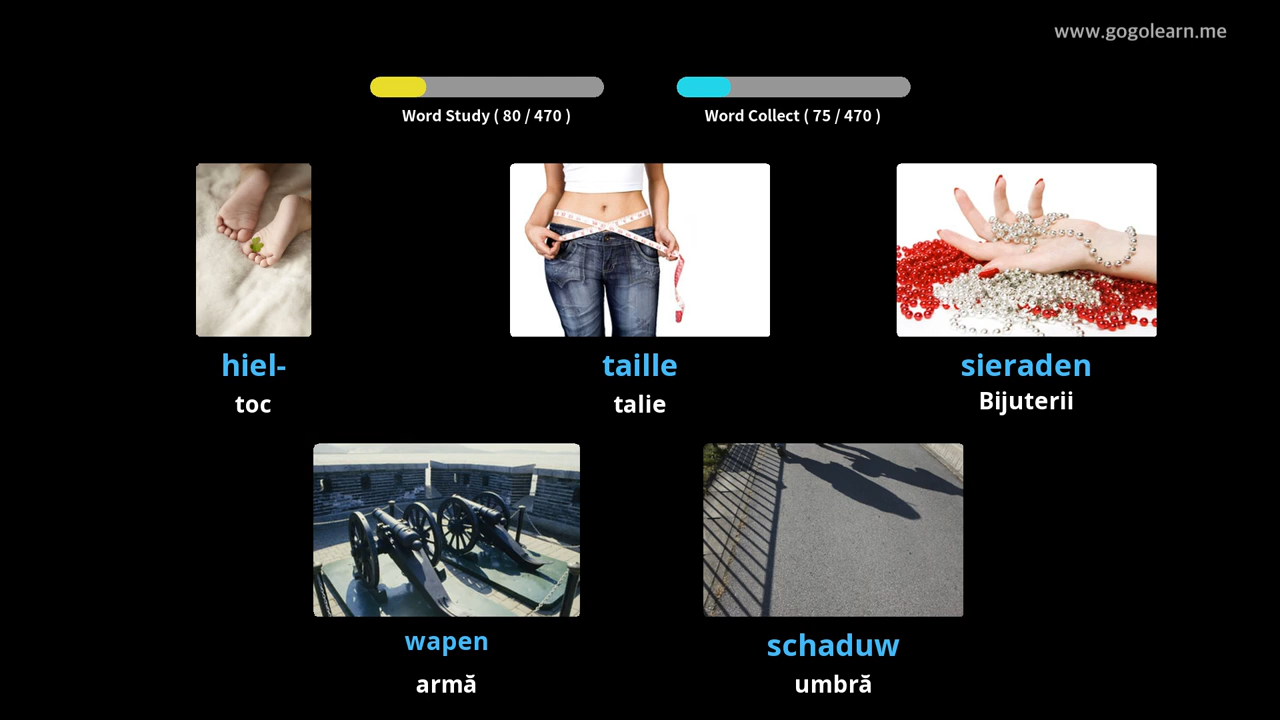 www.gogolearn.me
Word Study ( 80 / 470 )
Word Collect ( 75 / 470 )
hiel-
toc
taille
talie
sieraden
Bijuterii
wapen
armă
schaduw
umbră